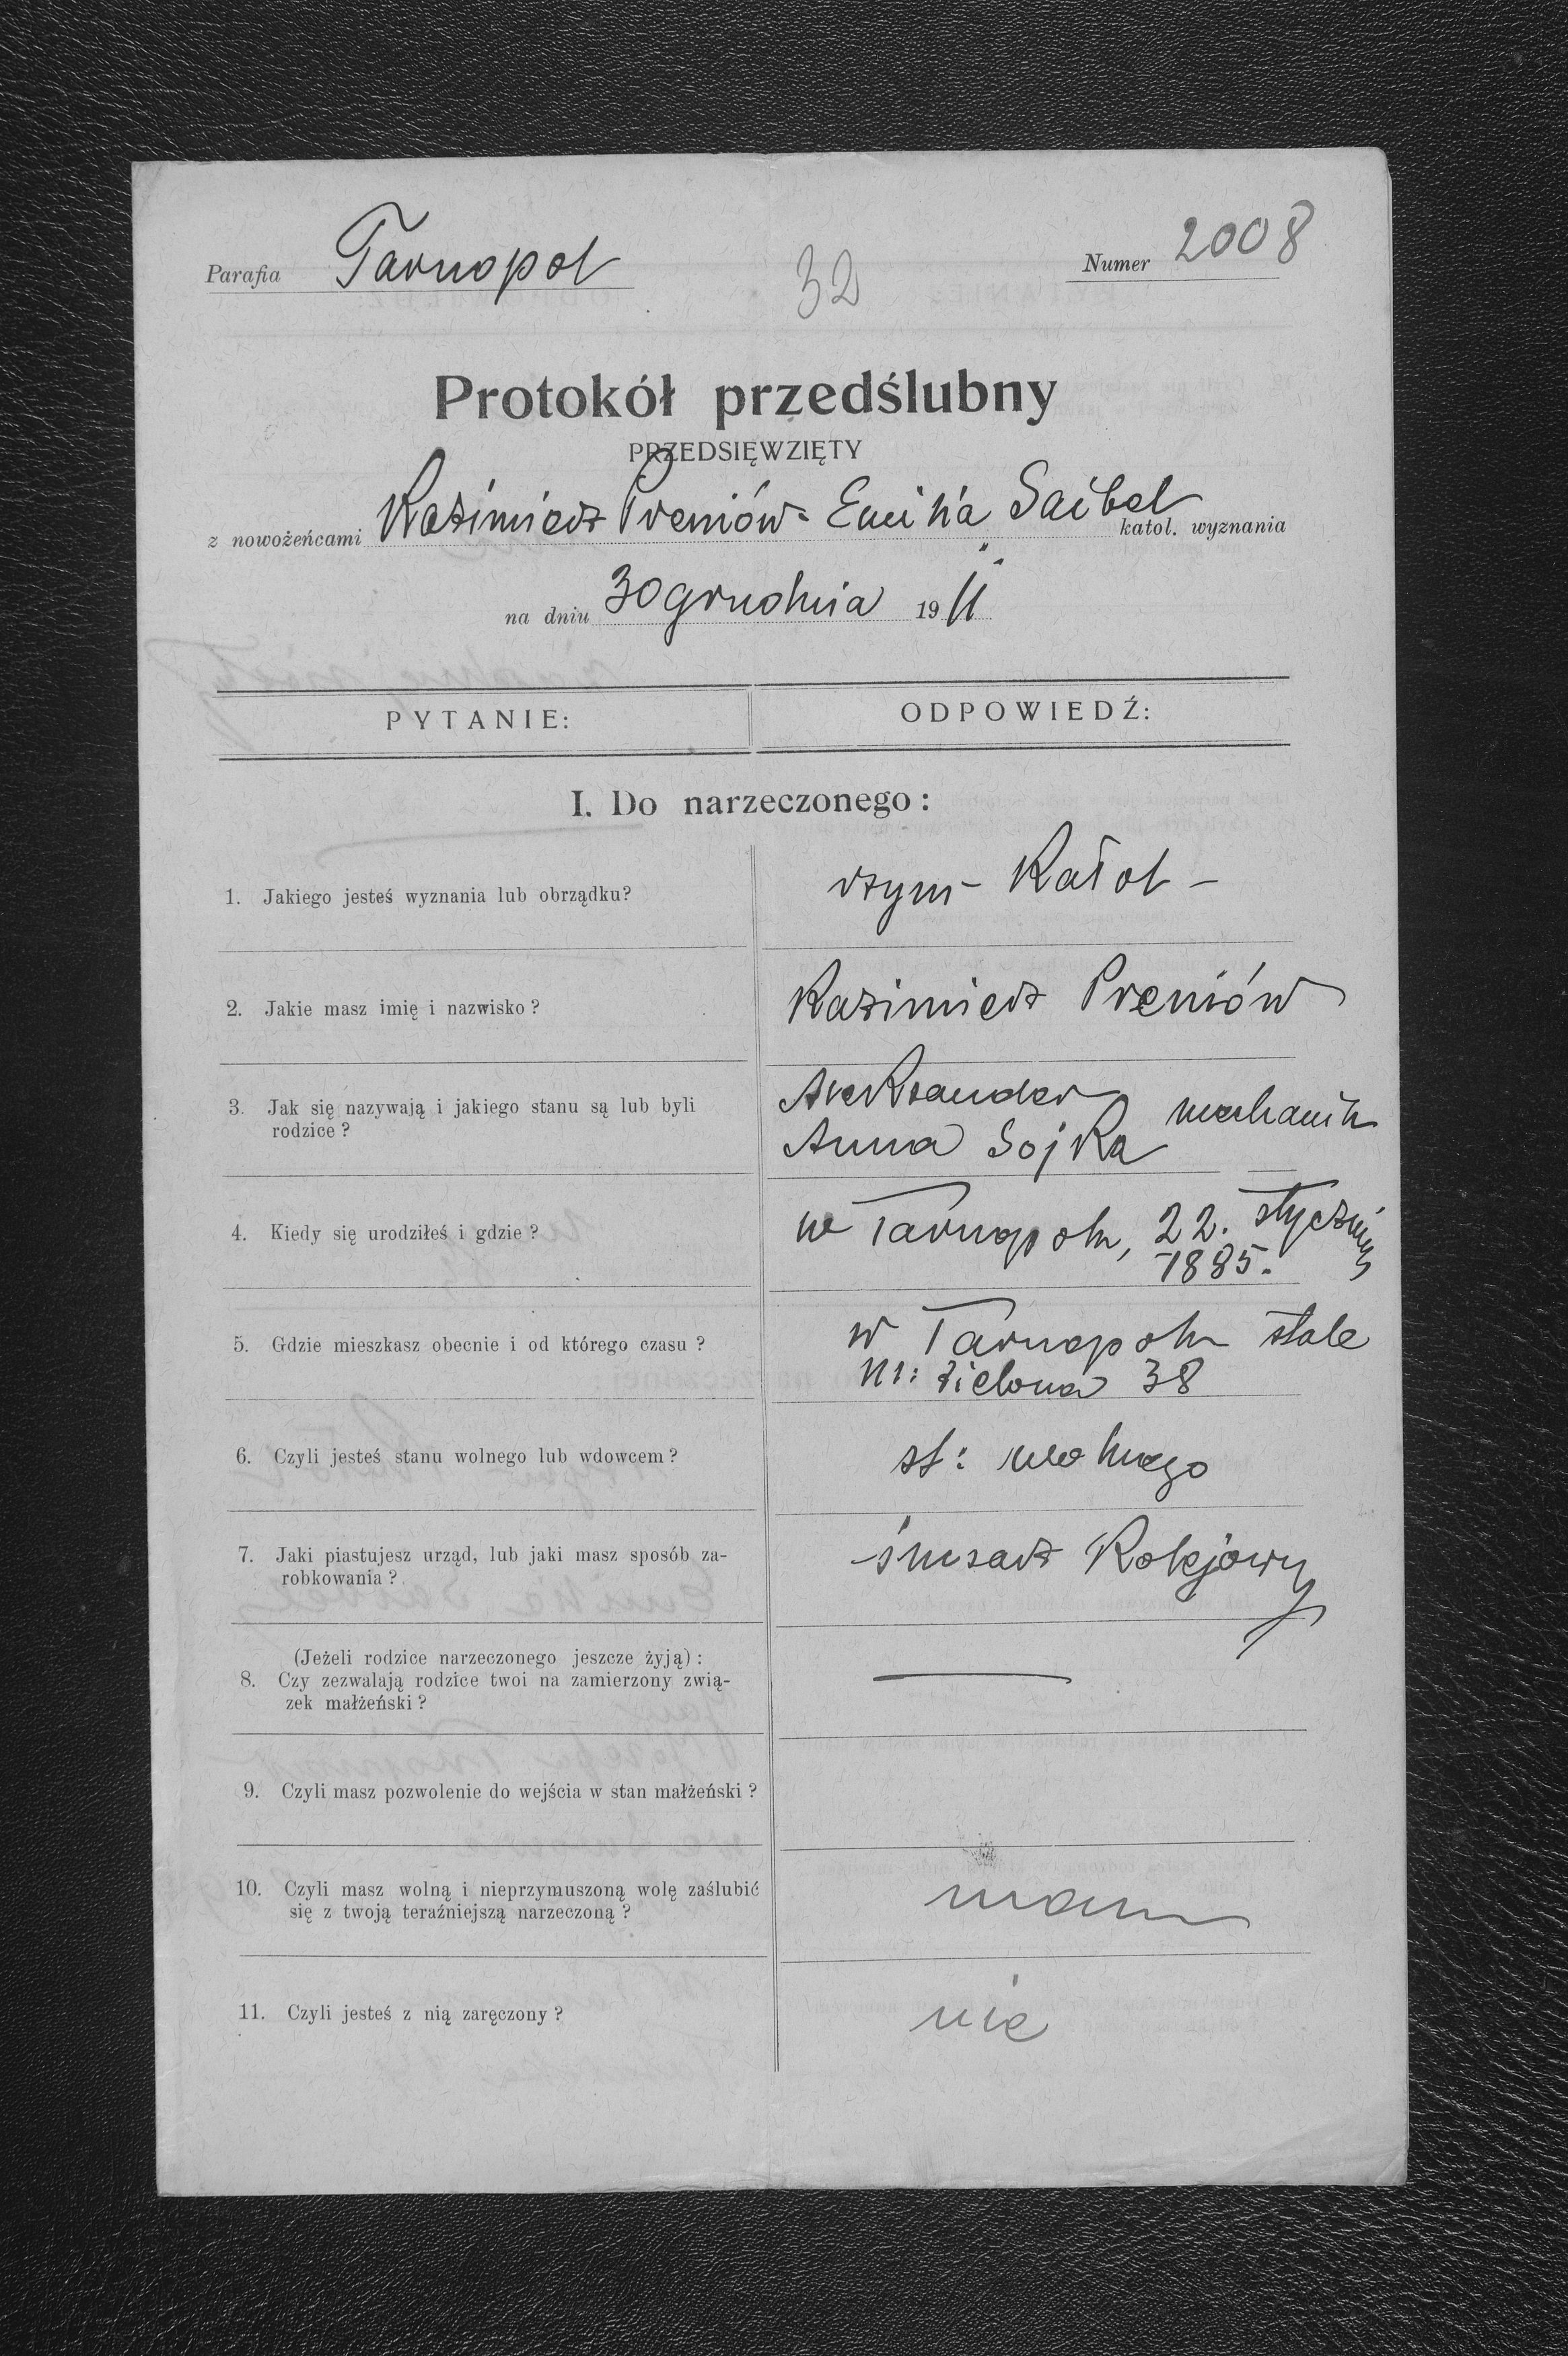 Parafia Tarnopol
32
Numer 2008
Protokół przedślubny
PRZEDSIĘWZIĘTY
z nowożeńcami Kazimierz Preniów - Emilia Saibel katol. wyznania
na dniu 30 grudnia 1911
PYTANIE:
ODPOWIEDŹ:
I. Do narzeczonego:
1. Jakiego jesteś wyznania lub obrządku?
rzym - Katol -
2. Jakie masz imię i nazwisko?
Kazimierz Preniów
3. Jak się nazywają i jakiego stanu są lub byli
rodzice?
Aleksander
mechanik
Anna Sojka
4. Kiedy się urodziłeś i gdzie?
w Tarnopolu, 22. stycznia
1885.
5. Gdzie mieszkasz obecnie i od którego czasu?
w Tarnopolu stale
Zielona 38
6. Czyli jesteś stanu wolnego lub wdowcem?
st: wolnego
7. Jaki piastujesz urząd, lub jaki masz sposób za-
robkowania?
ślusarz Kolejowy
(Jeżeli rodzice narzeczonego jeszcze żyją):
8. Czy zezwalają rodzice twoi na zamierzony zwią-
zek małżeński?
9. Czyli masz pozwolenie do wejścia w stan małżeński?
10. Czyli masz wolną i nieprzymuszoną wolę zaślubić
się z twoją teraźniejszą narzeczoną?
mam
11. Czyli jesteś z nią zaręczony?
nie